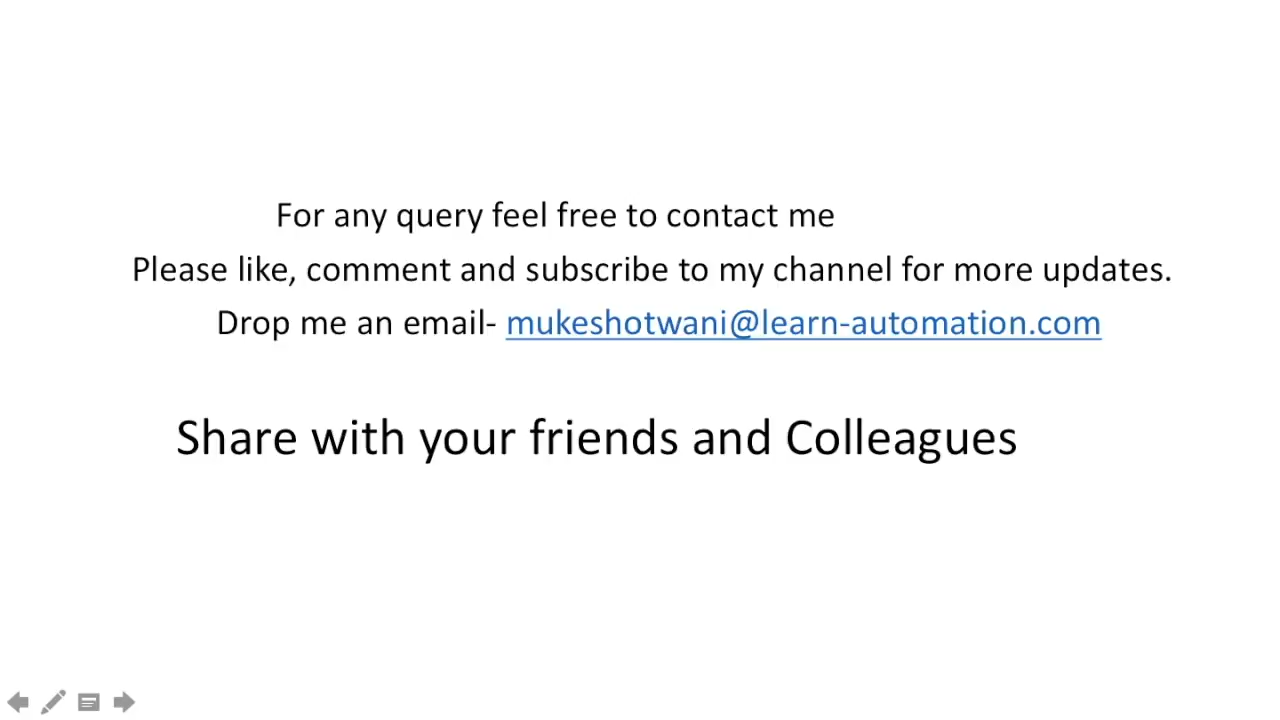 For any query feel free to contact me
Please like, comment and subscribe to my channel for more updates.
Drop me an email- mukeshotwani@learn-automation.com
Share with your friends and Colleagues